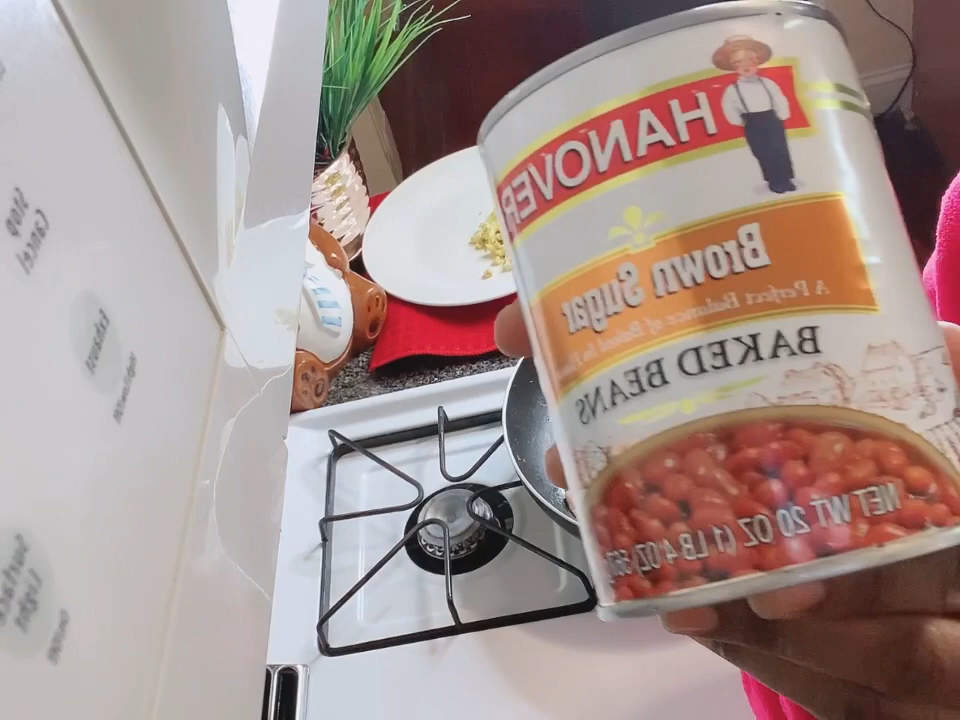 HANOVER
Brown Sugar
A Perfect Balance of
BAKED BEANS
NET WT 20 OZ (1 LB 4 OZ)
Stop
Cancel
Exhaust
Surface
Light